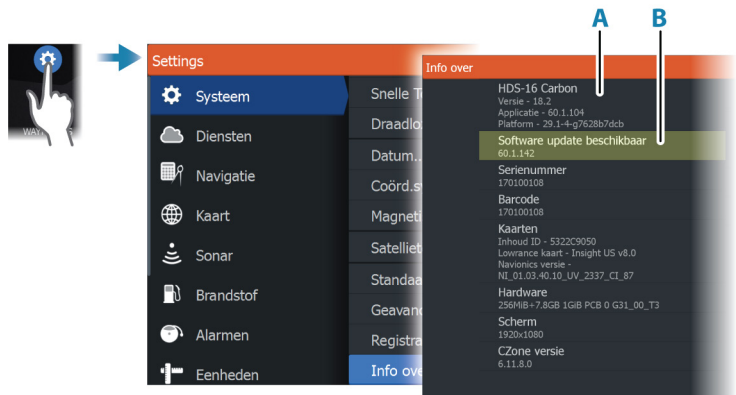 A
B
WAY
Settings
Systeem
Diensten
Navigatie
Kaart
Sonar
Brandstof
Alarmen
Eenheden
Snelle
Draadlo
Datum..
Coörd.s
Magneti
Satelliet
Standaa
Geavan
Registra
Info ove
Info over
HDS-16 Carbon
Versie - 18.2
Applicatie - 60.1.104
Platform - 29.1-4-g7628b7dcb
Software update beschikbaar
60.1.142
Serienummer
170100108
Barcode
170100108
Kaarten
Inhoud ID - 5322C9050
Lowrance kaart - Insight US v8.0
Navionics versie -
NI_01.03.40.10_UV_2337_CI_87
Hardware
256MiB+7.8GB 1GiB PCB 0 G31_00_T3
Scherm
1920x1080
CZone versie
6.11.8.0